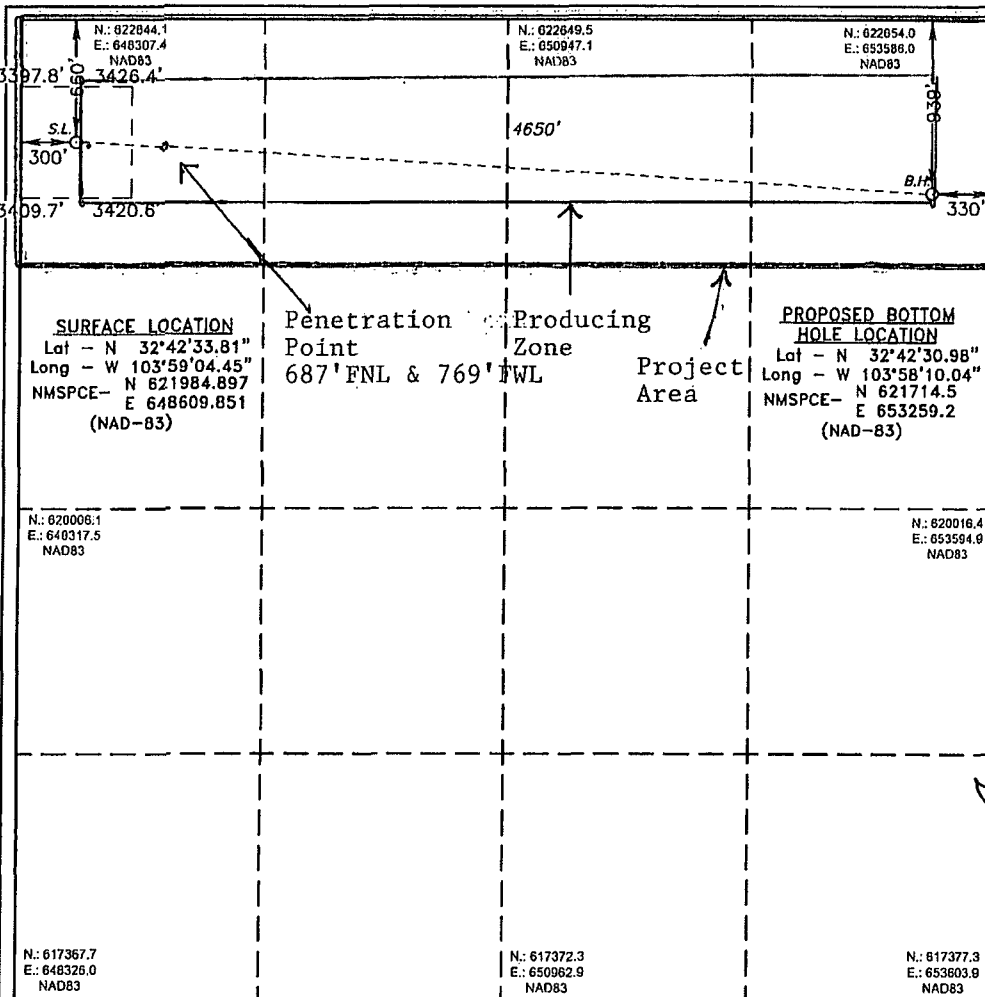 N.: 622644.1
E.: 648307.4
NAD83
N.: 622649.5
E.: 650947.1
NAD83
N.: 622654.0
E.: 653586.0
NAD83
3397.8'
660'
3426.4'
939'
S.L.
4650'
300'
B.H.
330'
3409.7'
3420.6'
SURFACE LOCATION
Lat - N 32°42'33.81"
Long - W 103°59'04.45"
NMSPCE- N 621984.897
E 648609.851
(NAD-83)
Penetration
Point
687'FNL & 769'FWL
Producing
Zone
Project
Area
PROPOSED BOTTOM
HOLE LOCATION
Lat - N 32°42'30.98"
Long - W 103°58'10.04"
NMSPCE- N 621714.5
E 653259.2
(NAD-83)
N.: 620006.1
E.: 648317.5
NAD83
N.: 620016.4
E.: 653594.9
NAD83
N.: 617367.7
E.: 648326.0
NAD83
N.: 617372.3
E.: 650962.9
NAD83
N.: 617377.3
E.: 653603.9
NAD83